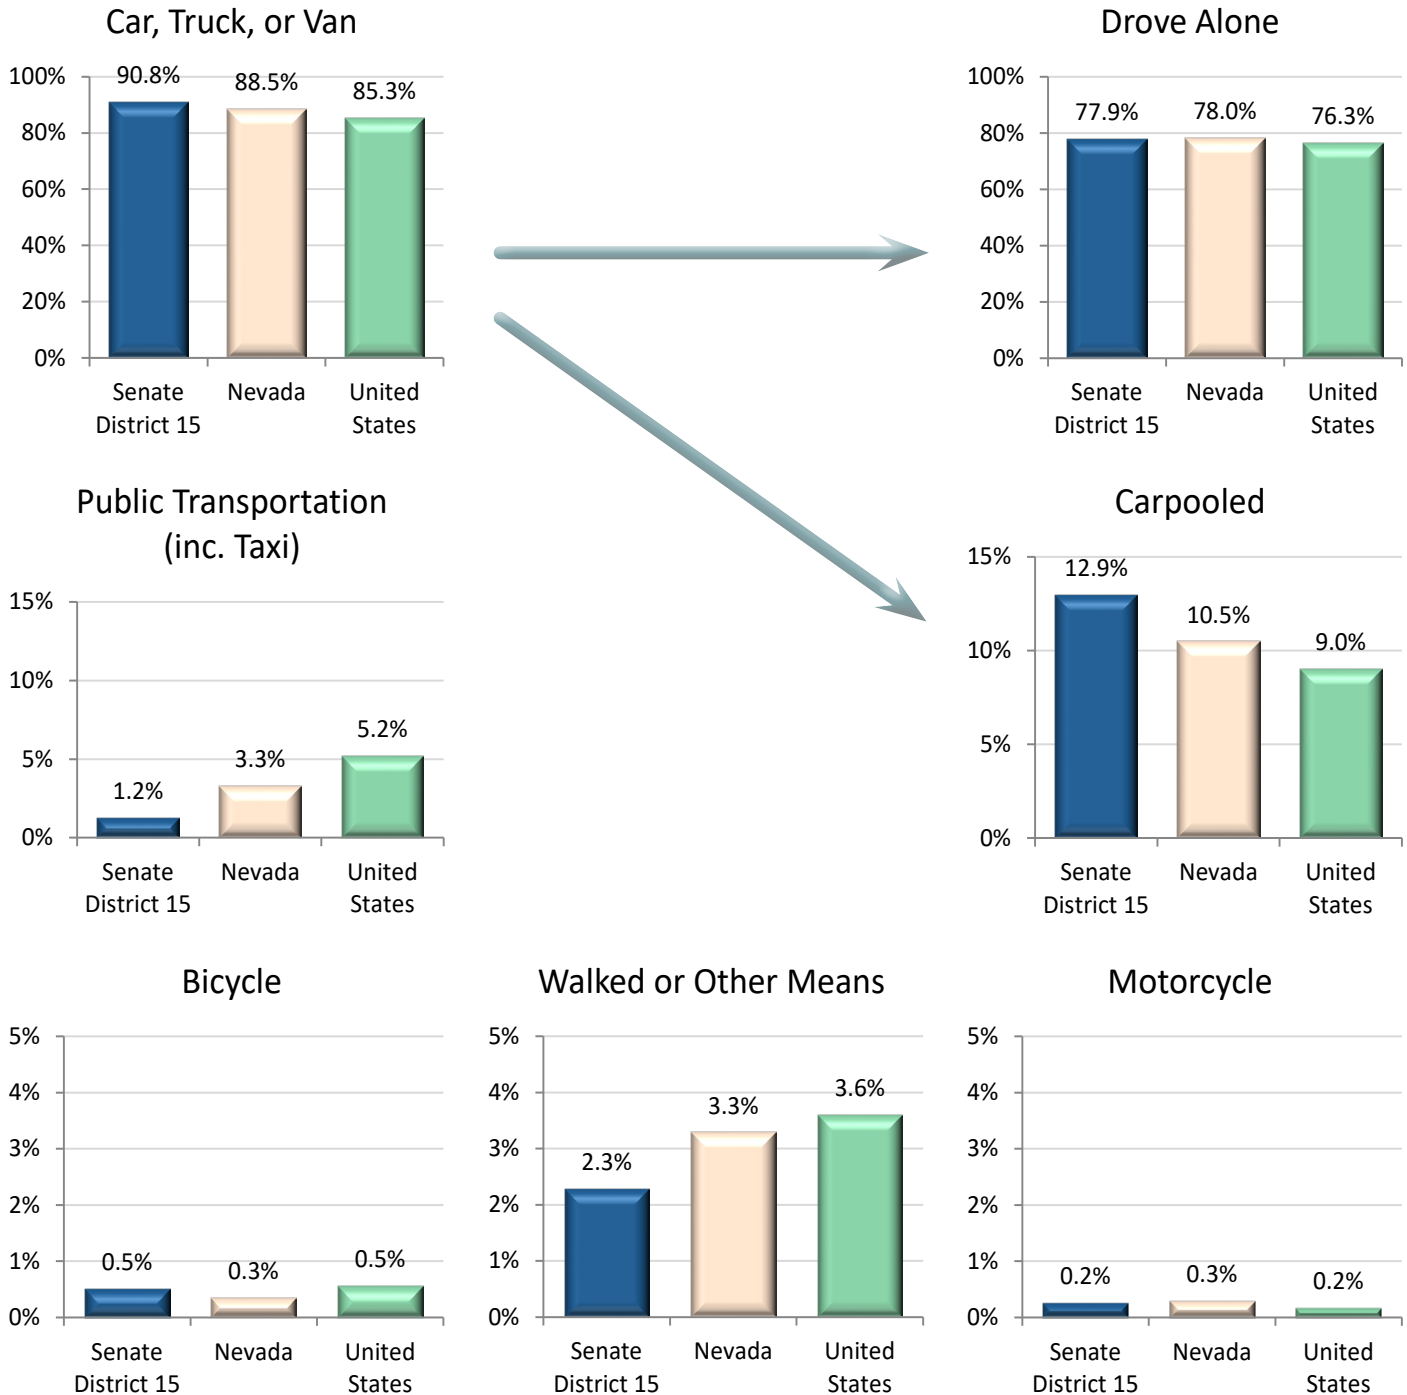 Car, Truck, or Van
100%
80%
60%
40%
20%
0%
90.8%
88.5%
85.3%
Senate
District 15
Nevada
United
States
Drove Alone
100%
80%
60%
40%
20%
0%
77.9%
78.0%
76.3%
Senate
District 15
Nevada
United
States
Public Transportation
(inc. Taxi)
15%
10%
5%
0%
1.2%
3.3%
5.2%
Senate
District 15
Nevada
United
States
Carpooled
15%
10%
5%
0%
12.9%
10.5%
9.0%
Senate
District 15
Nevada
United
States
Bicycle
5%
4%
3%
2%
1%
0%
0.5%
0.3%
0.5%
Senate
District 15
Nevada
United
States
Walked or Other Means
5%
4%
3%
2%
1%
0%
2.3%
3.3%
3.6%
Senate
District 15
Nevada
United
States
Motorcycle
5%
4%
3%
2%
1%
0%
0.2%
0.3%
0.2%
Senate
District 15
Nevada
United
States